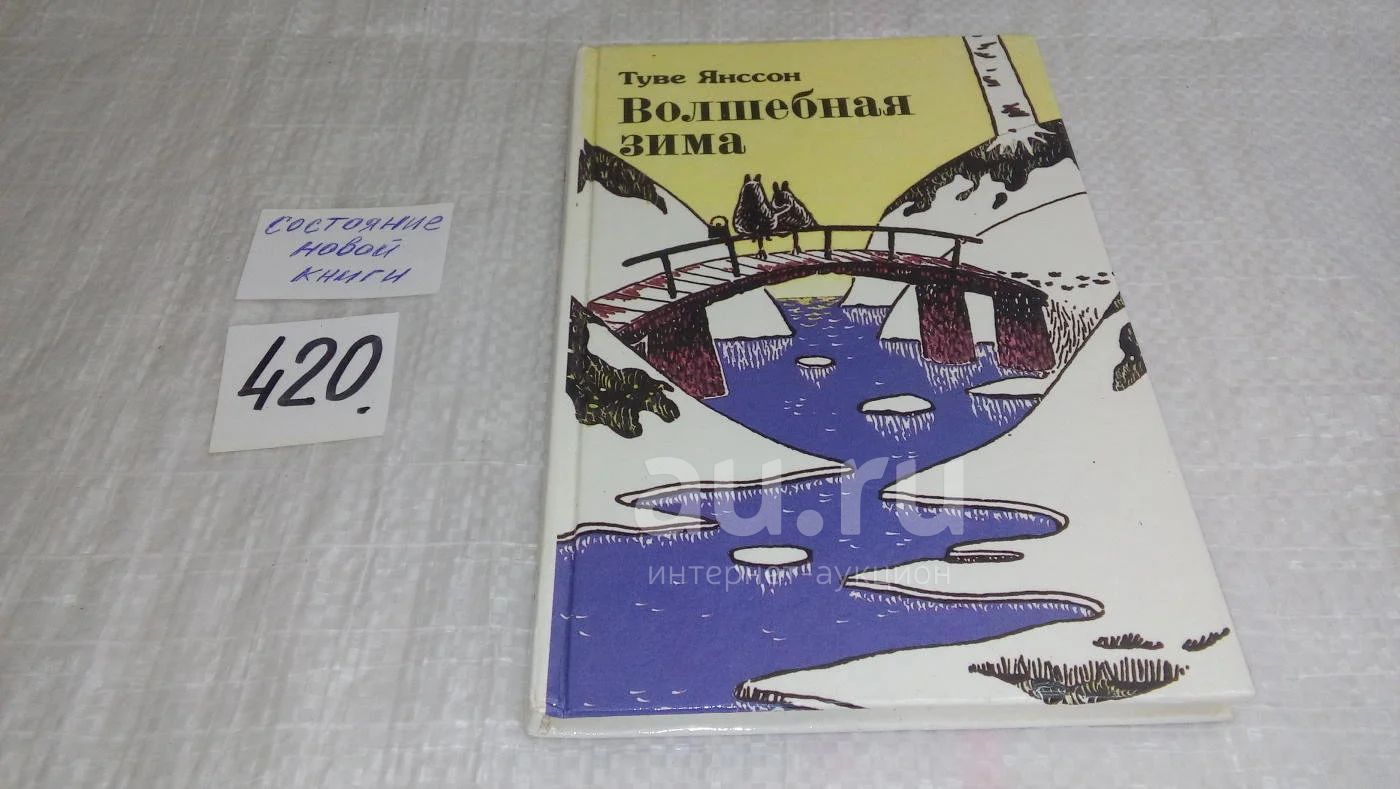 Туве Янссон
Волшебная
зима
состояние
новой
книги
420.
au.ru
интернет-аукцион